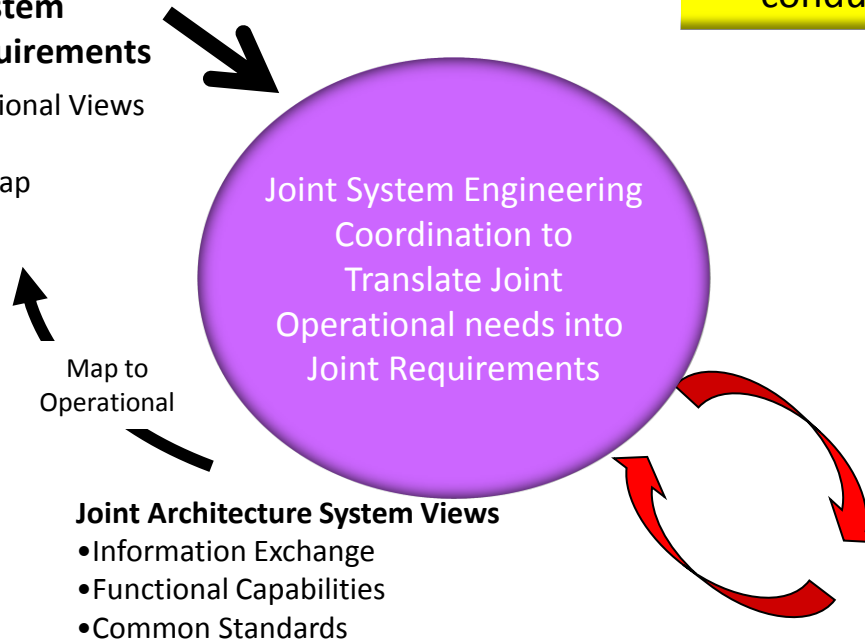 stem
uirements
ional Views
ap
condu
Joint System Engineering
Coordination to
Translate Joint
Operational needs into
Joint Requirements
Map to
Operational
Joint Architecture System Views
•Information Exchange
•Functional Capabilities
•Common Standards